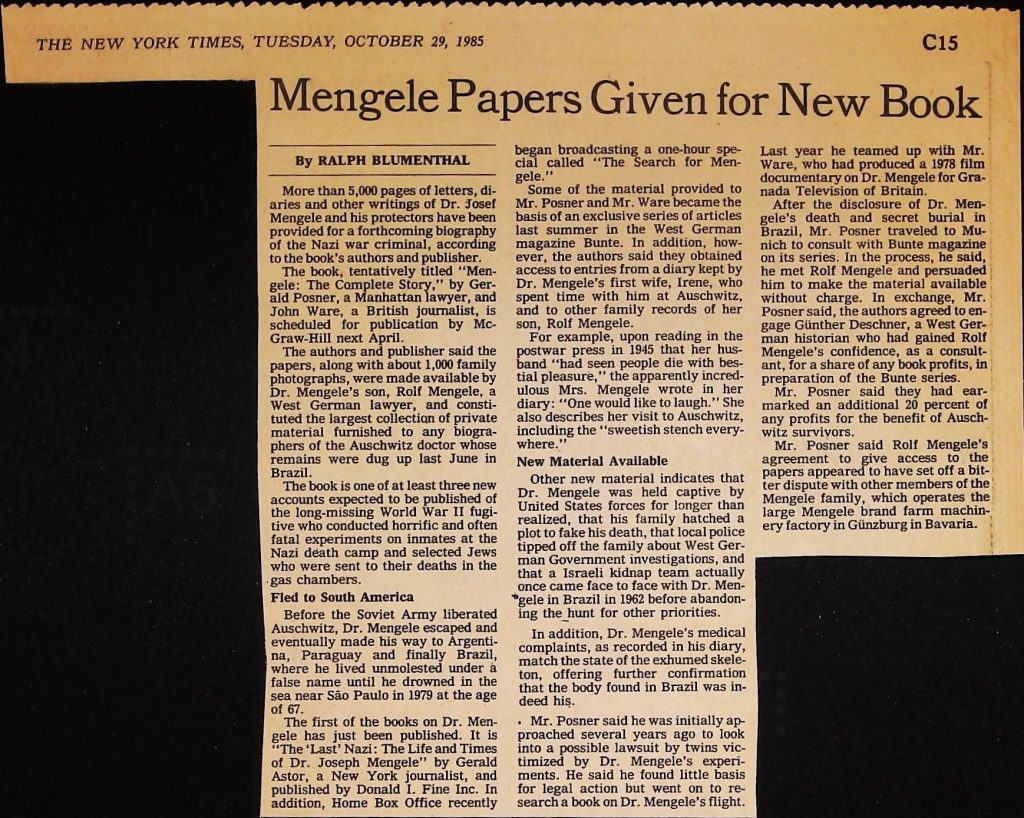 THE NEW YORK TIMES, TUESDAY, OCTOBER 29, 1985
C15
Mengele Papers Given for New Book
By RALPH BLUMENTHAL
More than 5,000 pages of letters, di-
aries and other writings of Dr. Josef
Mengele and his protectors have been
provided for a forthcoming biography
of the Nazi war criminal, according
to the book's authors and publisher.
The book, tentatively titled "Men-
gele: The Complete Story," by Ger-
ald Posner, a Manhattan lawyer, and
John Ware, a British journalist, is
scheduled for publication by Mc-
Graw-Hill next April.
The authors and publisher said the
papers, along with about 1,000 family
photographs, were made available by
Dr. Mengele's son, Rolf Mengele, a
West German lawyer, and consti-
tuted the largest collection of private
material furnished to any biogra-
phers of the Auschwitz doctor whose
remains were dug up last June in
Brazil.
The book is one of at least three new
accounts expected to be published of
the long-missing World War II fugi-
tive who conducted horrific and often
fatal experiments on inmates at the
Nazi death camp and selected Jews
who were sent to their deaths in the
gas chambers.
Fled to South America
Before the Soviet Army liberated
Auschwitz, Dr. Mengele escaped and
eventually made his way to Argenti-
na, Paraguay and finally Brazil,
where he lived unmolested under a
false name until he drowned in the
sea near São Paulo in 1979 at the age
of 67.
The first of the books on Dr. Men-
gele has just been published. It is
"The 'Last' Nazi: The Life and Times
of Dr. Joseph Mengele" by Gerald
Astor, a New York journalist, and
published by Donald I. Fine Inc. In
addition, Home Box Office recently
began broadcasting a one-hour spe-
cial called "The Search for Men-
gele."
Some of the material provided to
Mr. Posner and Mr. Ware became the
basis of an exclusive series of articles
last summer in the West German
magazine Bunte. In addition, how-
ever, the authors said they obtained
access to entries from a diary kept by
Dr. Mengele's first wife, Irene, who
spent time with him at Auschwitz,
and to other family records of her
son, Rolf Mengele.
For example, upon reading in the
postwar press in 1945 that her hus-
band "had seen people die with bes-
tial pleasure," the apparently incred-
ulous Mrs. Mengele wrote in her
diary: "One would like to laugh." She
also describes her visit to Auschwitz,
including the "sweetish stench every-
where."
New Material Available
Other new material indicates that
Dr. Mengele was held captive by
United States forces for longer than
realized, that his family hatched a
plot to fake his death, that local police
tipped off the family about West Ger-
man Government investigations, and
that a Israeli kidnap team actually
once came face to face with Dr. Men-
gele in Brazil in 1962 before abandon-
ing the hunt for other priorities.
In addition, Dr. Mengele's medical
complaints, as recorded in his diary,
match the state of the exhumed skele-
ton, offering further confirmation
that the body found in Brazil was in-
deed his.
Mr. Posner said he was initially ap-
proached several years ago to look
into a possible lawsuit by twins vic-
timized by Dr. Mengele's experi-
ments. He said he found little basis
for legal action but went on to re-
search a book on Dr. Mengele's flight.
Last year he teamed up with Mr.
Ware, who had produced a 1978 film
documentary on Dr. Mengele for Gra-
nada Television of Britain.
After the disclosure of Dr. Men-
gele's death and secret burial in
Brazil, Mr. Posner traveled to Mu-
nich to consult with Bunte magazine
on its series. In the process, he said,
he met Rolf Mengele and persuaded
him to make the material available
without charge. In exchange, Mr.
Posner said, the authors agreed to en-
gage Günther Deschner, a West Ger-
man historian who had gained Rolf
Mengele's confidence, as a consult-
ant, for a share of any book profits, in
preparation of the Bunte series.
Mr. Posner said they had ear-
marked an additional 20 percent of
any profits for the benefit of Ausch-
witz survivors.
Mr. Posner said Rolf Mengele's
agreement to give access to the
papers appeared to have set off a bit-
ter dispute with other members of the
Mengele family, which operates the
large Mengele brand farm machin-
ery factory in Günzburg in Bavaria.